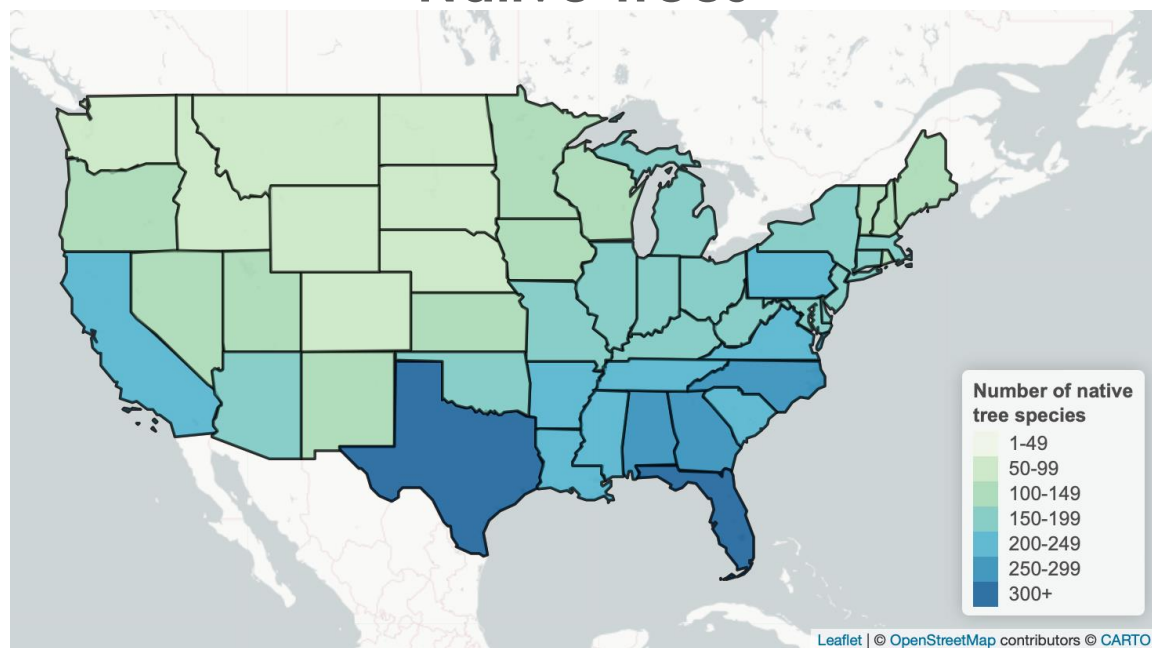 Number of native
tree species
1-49
50-99
100-149
150-199
200-249
250-299
300+
Leaflet | © OpenStreetMap contributors © CARTO